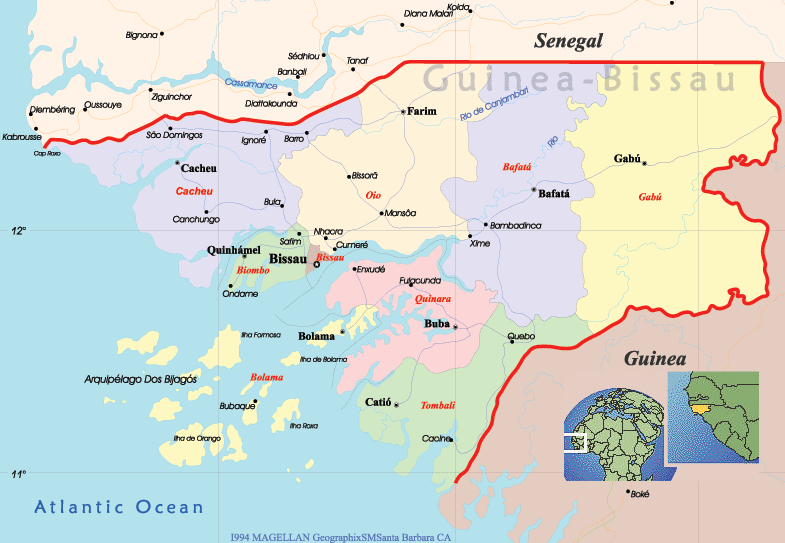 Kolda
Diana Malari
Bignona
Senegal
Sédhiou
Tanaf
Banbali
Guinea-Bissau
Cassamance
Ziguinchor
Diattakounda
Rio de Canjambari
Oussouye
Diembéring
Farim
Kabrousse
São Domingos
Ignoré
Barro
Rio
Cap Roxo
Cacheu
Gabú
Bafatá
Bissorã
Cacheu
Oio
Bafatá
Gabú
Bula
Canchungo
Mansôa
Bambadinca
12°
Nhacra
Safim
Xime
Cumeré
Quinhámel
Bissau
Bissau
Biombo
Enxudé
Fulacunda
Ondame
Quinara
Buba
Ilha Formosa
Bolama
Quebo
Ilha de Bolama
Guinea
Arquipélago Dos Bijagós
Bolama
Catió
Tombali
Bubaque
Ilha Roxa
Ilha de Orango
Cacine
11°
Boké
Atlantic Ocean
1994 MAGELLAN GeographixSMSanta Barbara CA